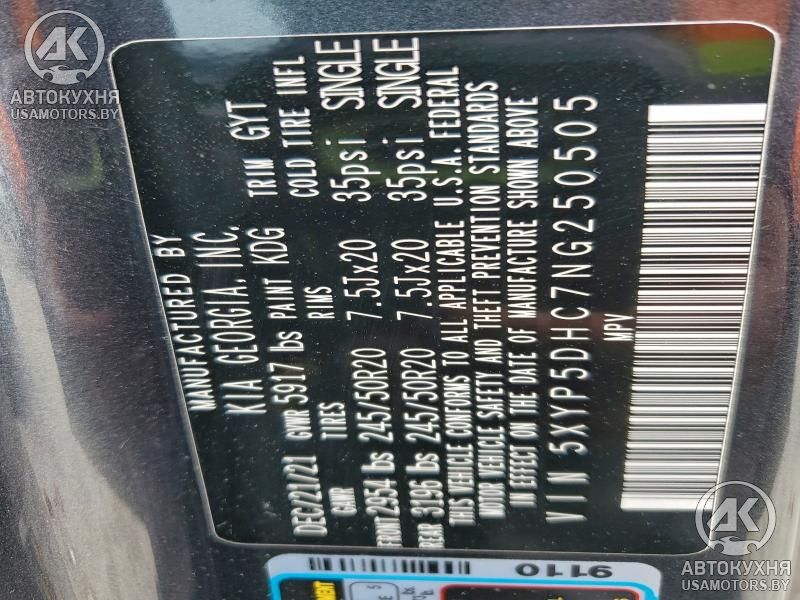 MANUFACTURED BY
KIA GEORGIA, INC.
DEC/21/21 GVWR 5917 lbs PAINT KDG TRIM GYT
GAWR TIRES RIMS COLD TIRE INFL
FRONT 2954 lbs 245/50R20 7.5Jx20 35psi SINGLE
REAR 3196 lbs 245/50R20 7.5Jx20 35psi SINGLE
THIS VEHICLE CONFORMS TO ALL APPLICABLE U.S.A. FEDERAL
MOTOR VEHICLE SAFETY AND THEFT PREVENTION STANDARDS
IN EFFECT ON THE DATE OF MANUFACTURE SHOWN ABOVE
VIN 5XYP5DHC7NG250505
MPV
9110
AK
АВТОКУХНЯ
USAMOTORS.BY
AK
АВТОКУХНЯ
USAMOTORS.BY